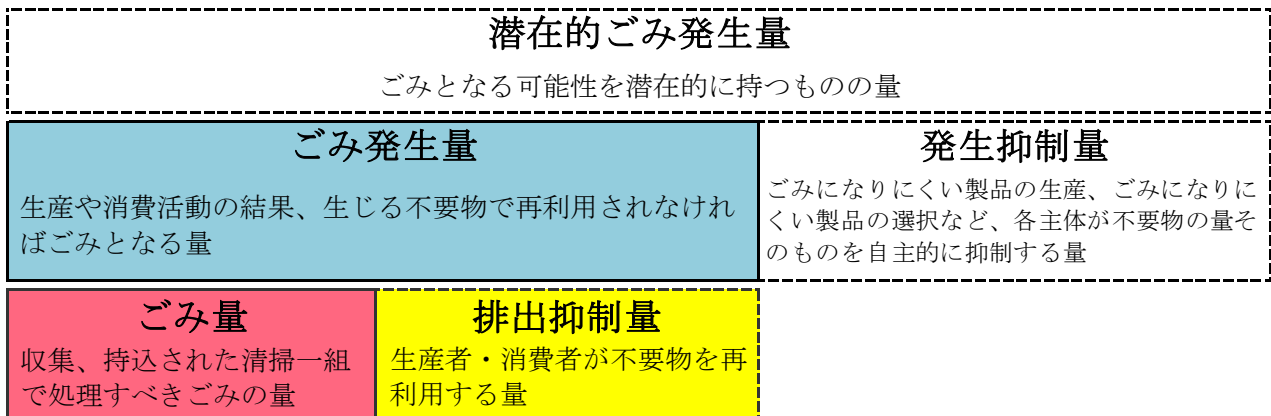 潜在的ごみ発生量
ごみとなる可能性を潜在的に持つものの量
ごみ発生量
生産や消費活動の結果、生じる不要物で再利用されなけれ
ばごみとなる量
発生抑制量
ごみになりにくい製品の生産、ごみになりに
くい製品の選択など、各主体が不要物の量そ
のものを自主的に抑制する量
ごみ量
収集、持込された清掃一組
で処理すべきごみの量
排出抑制量
生産者・消費者が不要物を再
利用する量